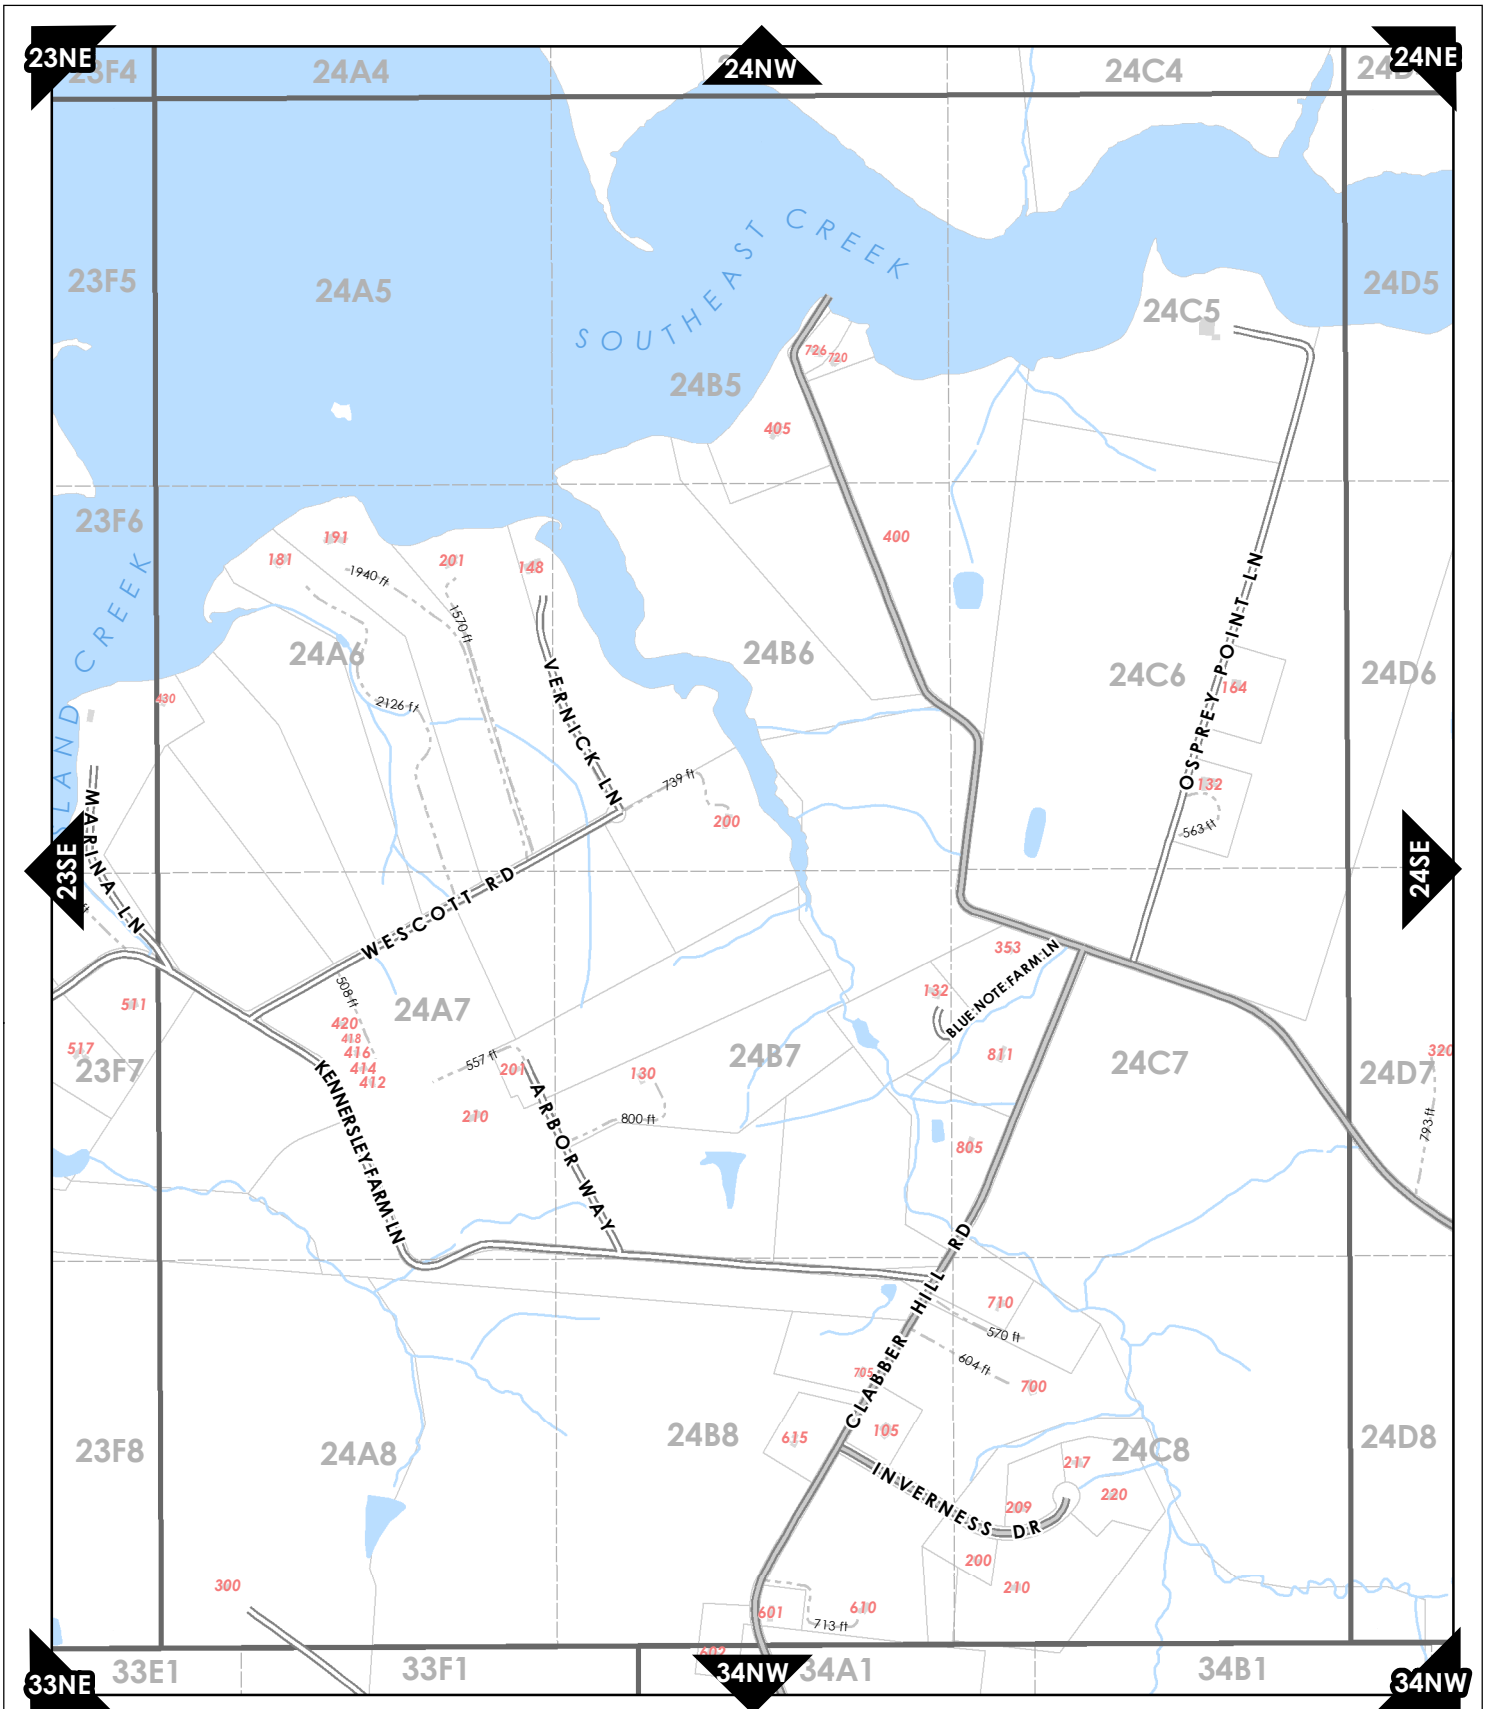 23NE
24NW
24NE
23F4
24A4
24C4
24D
SOUTHEAST CREEK
23F5
24A5
24C5
24D5
726
720
24B5
405
23F6
191
181
201
148
1940 ft
400
1570 ft
CREEK
24A6
24B6
24C6
24D6
OSPREY POINT LN
164
430
2126 ft
VERNICK LN
LAND
739 ft
132
200
563 ft
MARINA LN
23SE
24SE
WESCOTT RD
ft
353
BLUE NOTE FARM LN
132
508 ft
511
24A7
420
418
416
414
412
517
23F7
557 ft
201
130
24B7
811
24C7
320
24D7
KENNERSLEY FARM LN
210
ARBOR WAY
800 ft
793 ft
805
CLABBER HILL RD
710
570 ft
604 ft
705
700
23F8
24A8
24B8
615
105
24C8
24D8
217
INVERNESS DR
209
220
200
210
300
601
610
713 ft
602
33E1
33F1
34A1
34B1
33NE
34NW
34NW